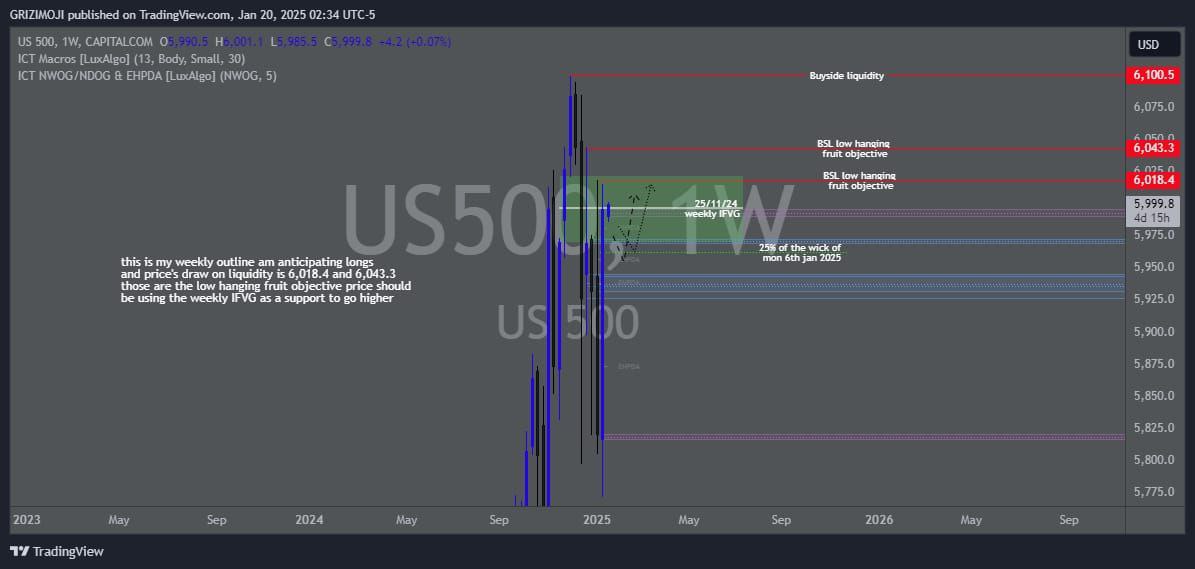 GRIZIMOJI published on TradingView.com, Jan 20, 2025 02:34 UTC-5
US 500, 1W, CAPITALCOM O5,990.5 H6,001.1 L5,985.5 C5,999.8 +4.2 (+0.07%)
ICT Macros [LuxAlgo] (13, Body, Small, 30)
ICT NWOG/NDOG & EHPDA [LuxAlgo] (NWOG, 5)
USD
Buyside liquidity
6,100.5
6,075.0
6,050.0
BSL low hanging
fruit objective
6,043.3
6,025.0
BSL low hanging
fruit objective
6,018.4
US500, 1W
25/11/24
weekly IFVG
5,999.8
4d 15h
5,975.0
25% of the wick of
mon 6th jan 2025
EHPDA
this is my weekly outline am anticipating longs
and price's draw on liquidity is 6,018.4 and 6,043.3
those are the low hanging fruit objective price should
be using the weekly IFVG as a support to go higher
5,950.0
EHPDA
5,925.0
US 500
5,900.0
EHPDA
5,875.0
5,850.0
5,825.0
5,800.0
5,775.0
2023 May Sep 2024 May Sep 2025 May Sep 2026 May Sep
TradingView